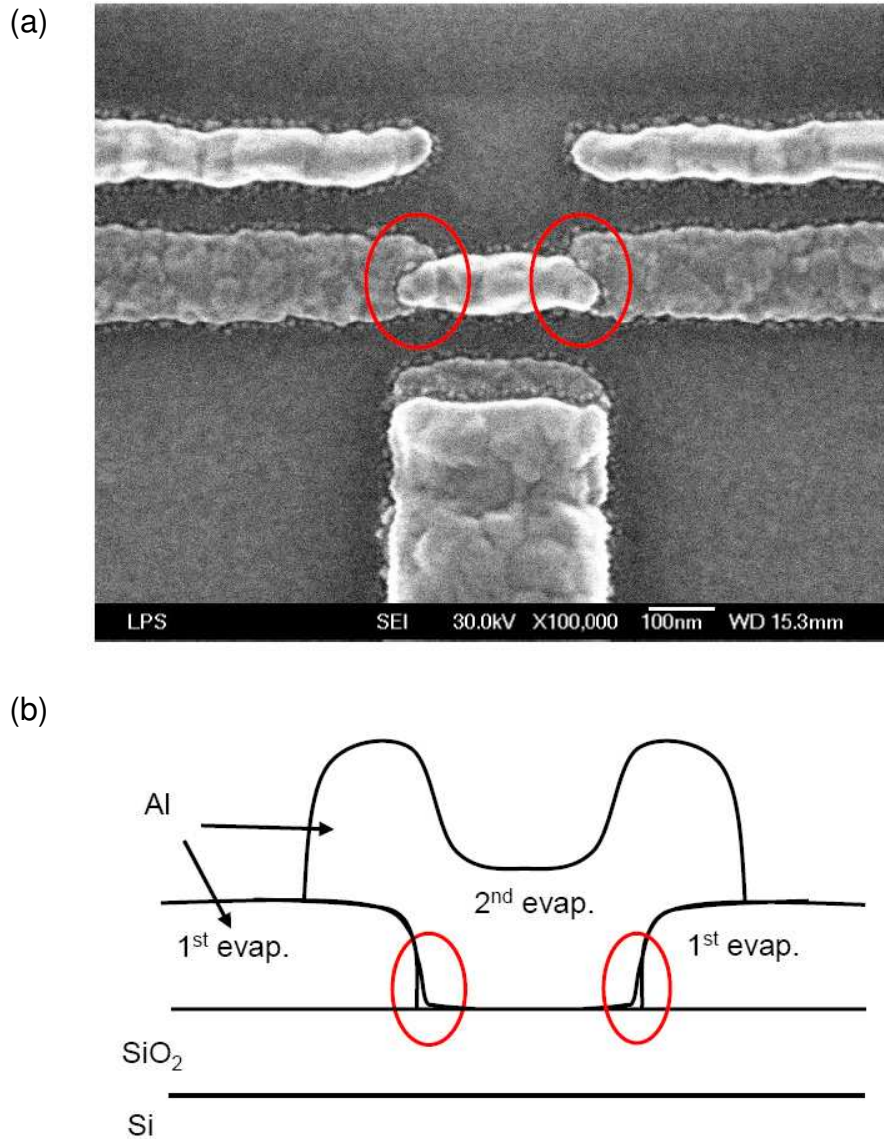 (a)
LPS SEI 30.0kV X100,000 100nm WD 15.3mm
(b)
Al
2nd evap.
1st evap. 1st evap.
SiO2
Si